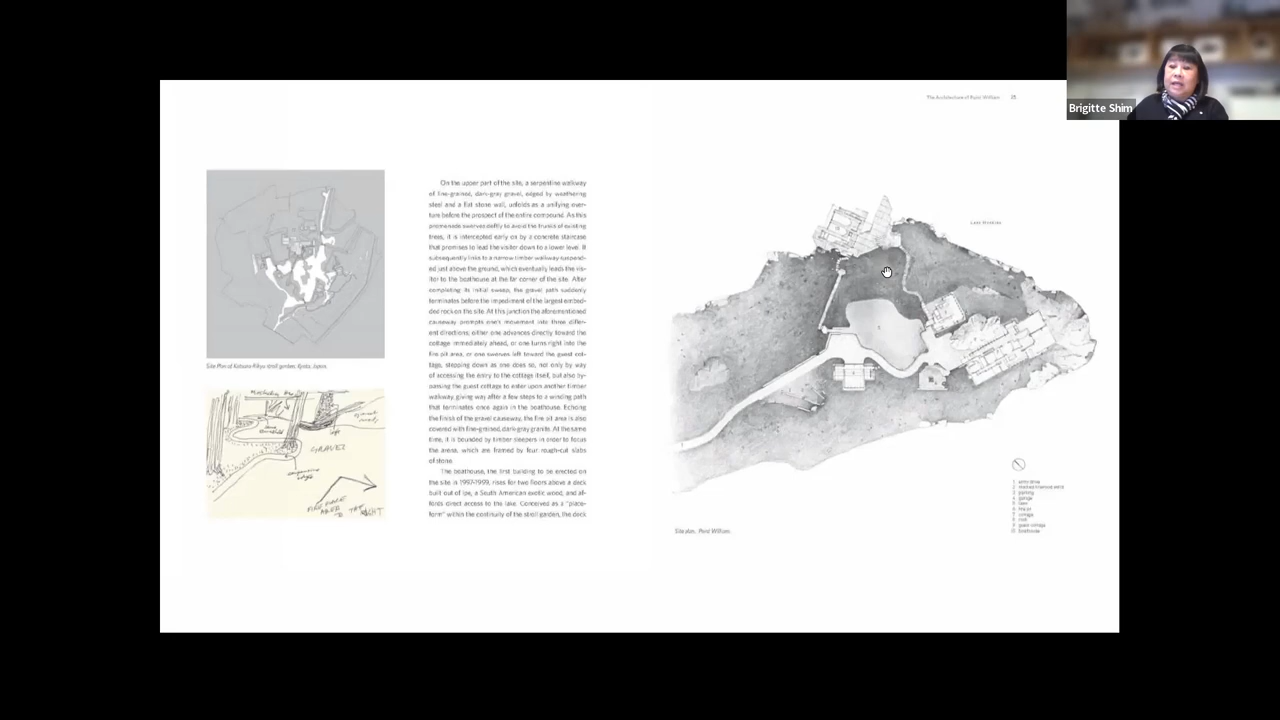 Brigitte Shim
The Architecture of Point William 25
On the upper part of the site, a serpentine walkway
of fine-grained, dark-gray gravel, edged by weathering
steel and a flat stone wall, unfolds as a unifying over-
ture before the prospect of the entire compound. As this
promenade swerves deftly to avoid the trunks of existing
trees, it is intercepted early on by a concrete staircase
that promises to lead the visitor down to a lower level. It
subsequently links to a narrow timber walkway suspend-
ed just above the ground, which eventually leads the vis-
itor to the boathouse at the far corner of the site. After
completing its initial sweep, the gravel path suddenly
terminates before the impediment of the largest embed-
ded rock on the site. At this junction the aforementioned
causeway prompts one's movement into three differ-
ent directions; either one advances directly toward the
cottage immediately ahead, or one turns right into the
fire pit area, or one swerves left toward the guest cot-
tage, stepping down as one does so, not only by way
of accessing the entry to the cottage itself, but also by-
passing the guest cottage to enter upon another timber
walkway, giving way after a few steps to a winding path
that terminates once again in the boathouse. Echoing
the finish of the gravel causeway, the fire pit area is also
covered with fine-grained, dark-gray granite. At the same
time, it is bounded by timber sleepers in order to focus
the areas, which are framed by four rough-cut slabs
of stone.
The boathouse, the first building to be erected on
the site in 1997-1999, rises for two floors above a deck
built out of ipe, a South American exotic wood, and af-
fords direct access to the lake. Conceived as a "plate-
form" within the continuity of the stroll garden, the deck
Site Plan of Katsura Rikyu stroll garden, Kyoto, Japan.
GRAVEL
Lake Muskoka
3 parking
4 garage
7 cottage
9 guest cottage
10 boathouse
Site plan, Point William.